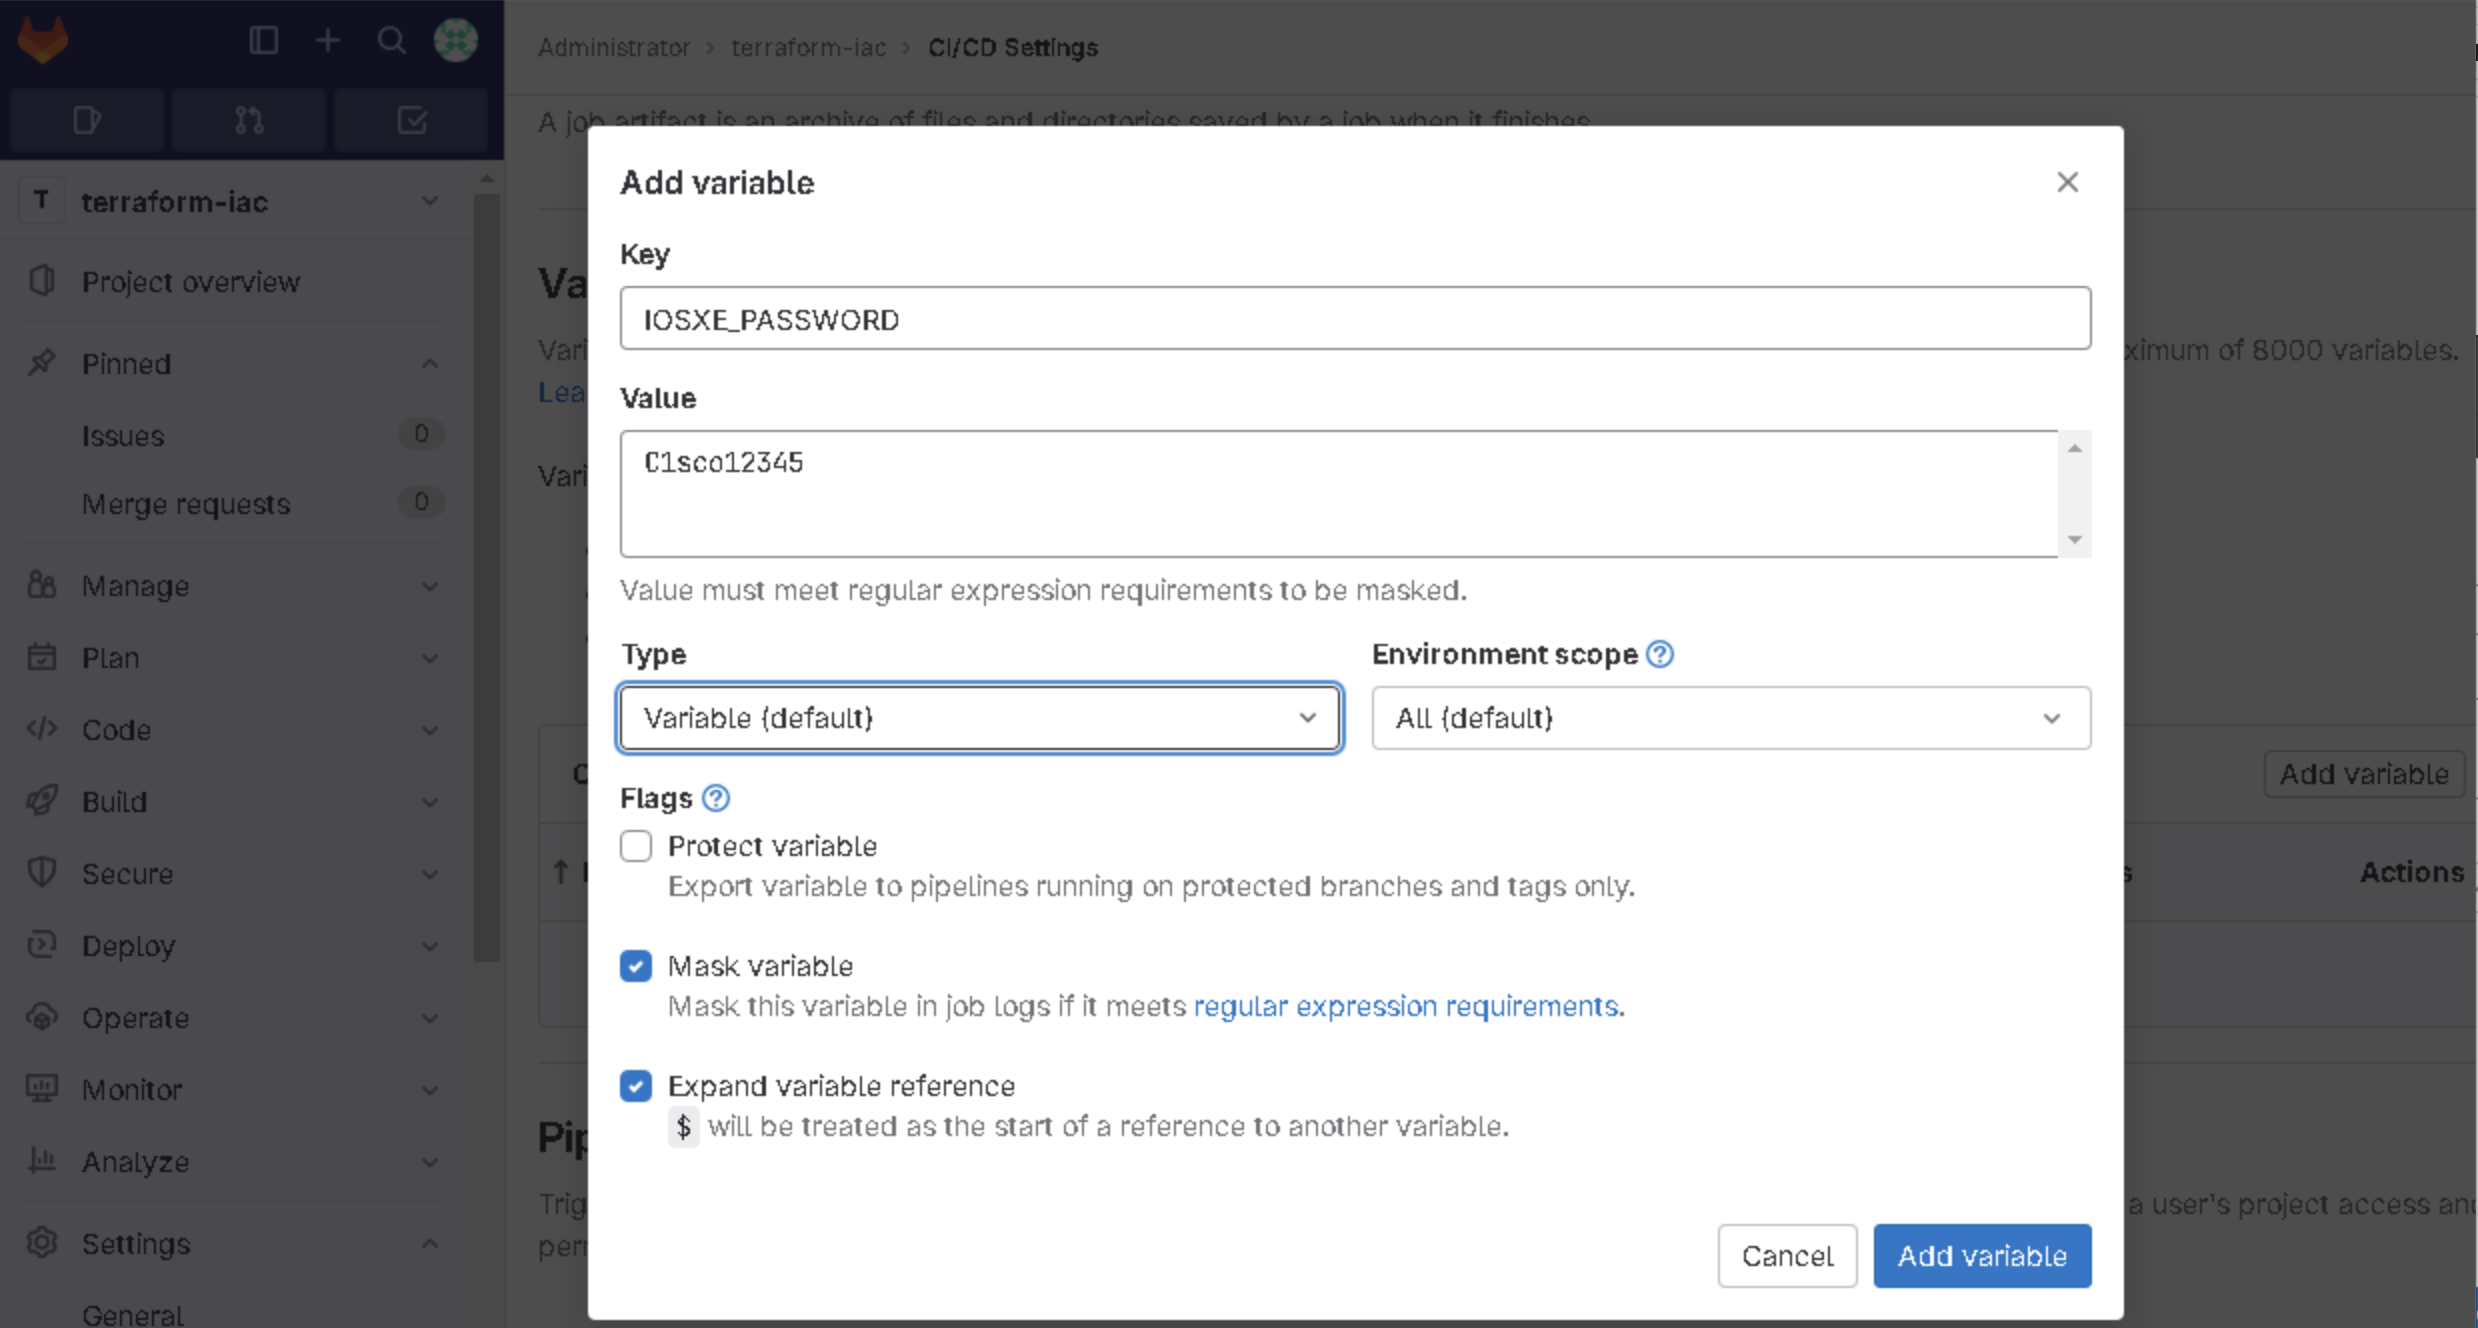 Administrator > terraform-iac > CI/CD Settings
A job artifact is an archive of files and directories saved by a job when it finishes
T terraform-iac
Project overview
Pinned
Issues 0
Merge requests 0
Manage
Plan
Code
Build
Secure
Deploy
Operate
Monitor
Analyze
Settings
General
Va
Vari
ximum of 8000 variables.
Lea
Vari
Add variable
Actions
Pip
Trig
a user's project access and
perr
Add variable
Key
IOSXE_PASSWORD
Value
C1sco12345
Value must meet regular expression requirements to be masked.
Type
Variable (default)
Environment scope ?
All (default)
Flags ?
Protect variable
Export variable to pipelines running on protected branches and tags only.
Mask variable
Mask this variable in job logs if it meets regular expression requirements.
Expand variable reference
$ will be treated as the start of a reference to another variable.
Cancel
Add variable